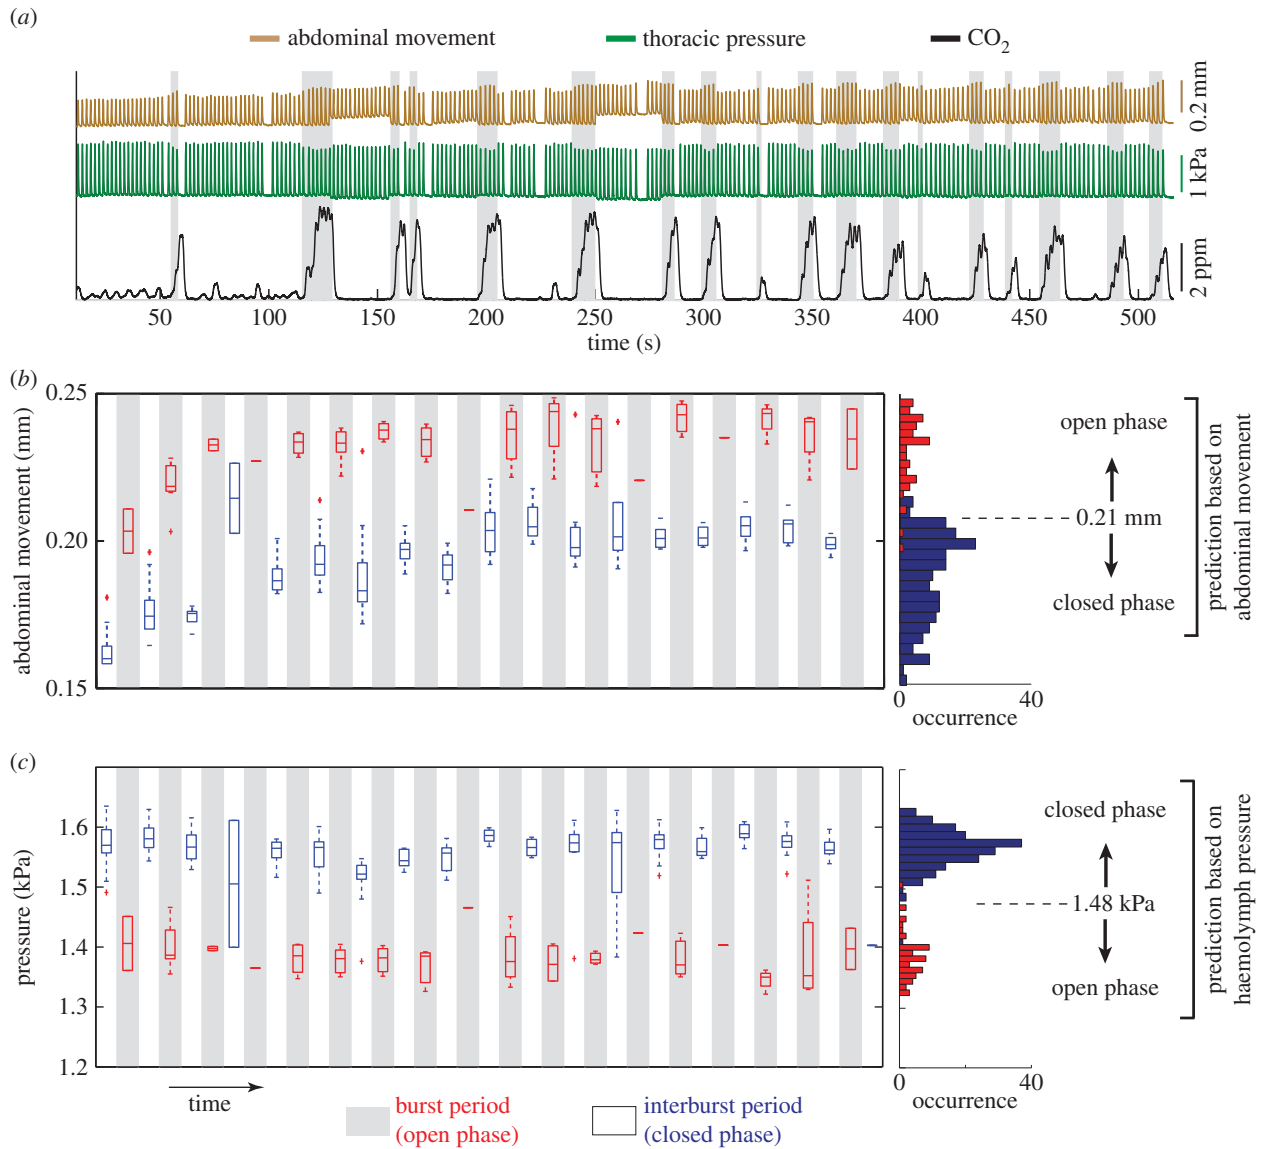 (a)
abdominal movement
thoracic pressure
CO2
0.2 mm
1 kPa
2 ppm
50
100
150
200
250
300
350
400
450
500
time (s)
(b)
0.25
0.20
0.15
abdominal movement (mm)
open phase
0.21 mm
closed phase
prediction based on
abdominal movement
0
40
occurrence
(c)
1.6
1.5
1.4
1.3
1.2
pressure (kPa)
closed phase
1.48 kPa
open phase
prediction based on
haemolymph pressure
0
40
occurrence
time
burst period
(open phase)
interburst period
(closed phase)